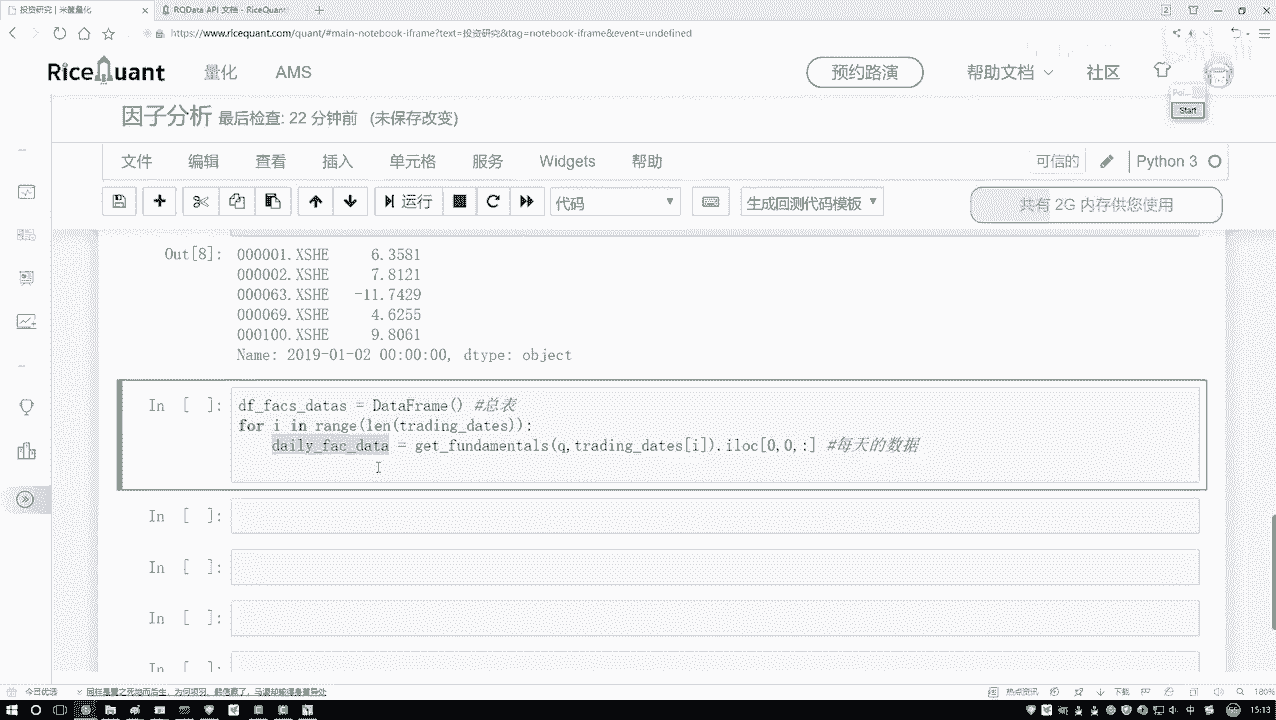 投资研究 | 米筐量化
RQData API 文档 - RiceQuant
https://www.ricequant.com/quant/#main-notebook-iframe?text=投资研究&tag=notebook-iframe&event=undefined
RiceQuant 量化 AMS 预约路演 帮助文档 社区
Start
因子分析 最后检查: 22 分钟前 (未保存改变)
文件 编辑 查看 插入 单元格 服务 Widgets 帮助 可信的 Python 3
运行 代码 生成回测代码模板 共有 2G 内存供您使用
Out[8]: 000001.XSHE 6.3581
000002.XSHE 7.8121
000063.XSHE -11.7429
000069.XSHE 4.6255
000100.XSHE 9.8061
Name: 2019-01-02 00:00:00, dtype: object
In [ ]: df_facs_datas = DataFrame() #总表
for i in range(len(trading_dates)):
daily_fac_data = get_fundamentals(q,trading_dates[i]).iloc[0,0,:] #每天的数据
In [ ]:
In [ ]:
In [ ]:
In [ ]:
今日优选
热点资讯 下载 180%
中 15:13